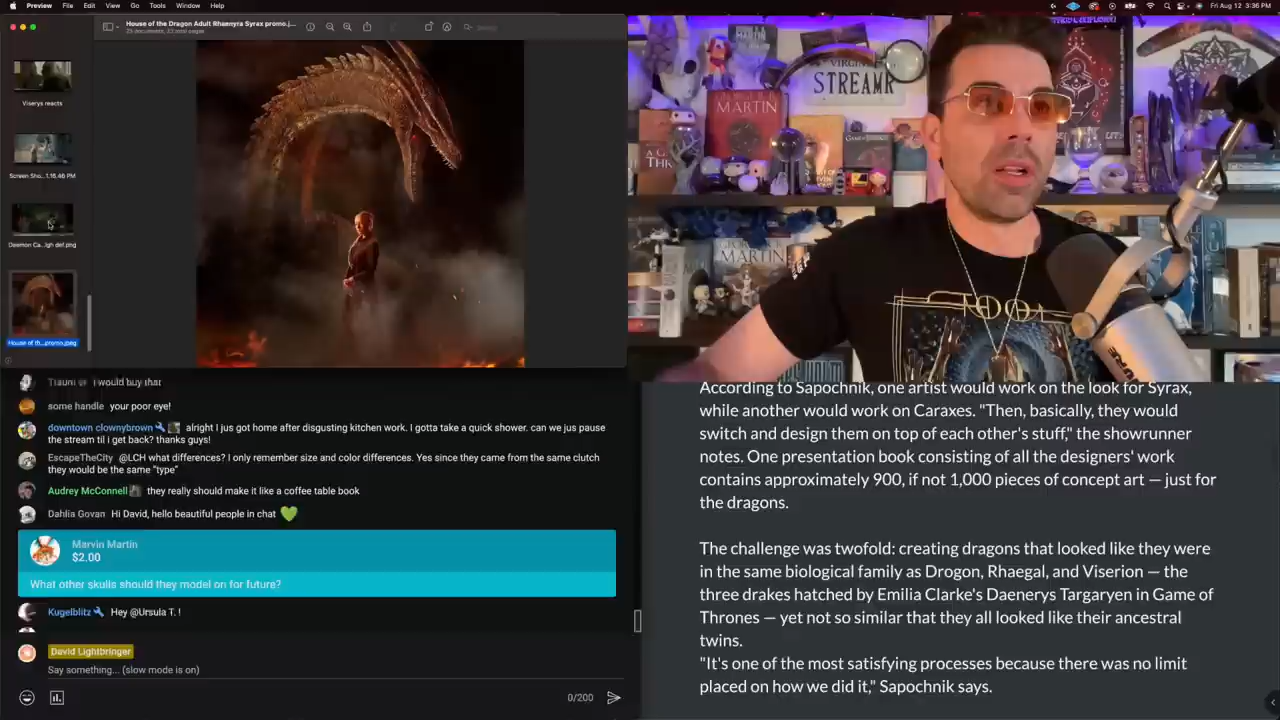 Preview File Edit View Go Tools Window Help
Fri Aug 12 3:36 PM
House of the Dragon Adult Rhaenyra Syrax promo.j...
25 documents, 33 total pages
Viserys reacts
Screen Sho...1.16.46 PM
Daemon Ca...igh def.png
House of th...promo.jpeg
VIRGIN
STREAMR
GEORGE R.R.
MARTIN
TOOL
i would buy that
some handle your poor eye!
downtown clownybrown alright I jus got home after disgusting kitchen work. I gotta take a quick shower. can we jus pause
the stream til i get back? thanks guys!
EscapeTheCity @LCH what differences? I only remember size and color differences. Yes since they came from the same clutch
they would be the same "type"
Audrey McConnell they really should make it like a coffee table book
Dahlia Govan Hi David, hello beautiful people in chat
Marvin Martin
$2.00
What other skulls should they model on for future?
Kugelblitz Hey @Ursula T. !
David Lightbringer
Say something... (slow mode is on)
0/200
According to Sapochnik, one artist would work on the look for Syrax,
while another would work on Caraxes. "Then, basically, they would
switch and design them on top of each other's stuff," the showrunner
notes. One presentation book consisting of all the designers' work
contains approximately 900, if not 1,000 pieces of concept art — just for
the dragons.
The challenge was twofold: creating dragons that looked like they were
in the same biological family as Drogon, Rhaegal, and Viserion — the
three drakes hatched by Emilia Clarke's Daenerys Targaryen in Game of
Thrones — yet not so similar that they all looked like their ancestral
twins.
"It's one of the most satisfying processes because there was no limit
placed on how we did it," Sapochnik says.